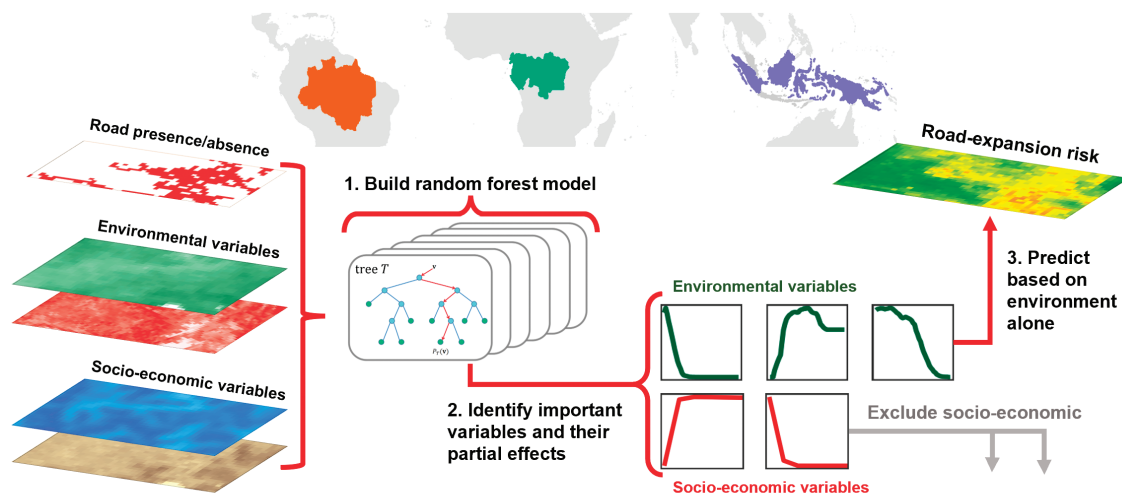 Road presence/absence
Environmental variables
Socio-economic variables
1. Build random forest model
tree T
v
P_T(v)
2. Identify important
variables and their
partial effects
Environmental variables
Socio-economic variables
Road-expansion risk
3. Predict
based on
environment
alone
Exclude socio-economic